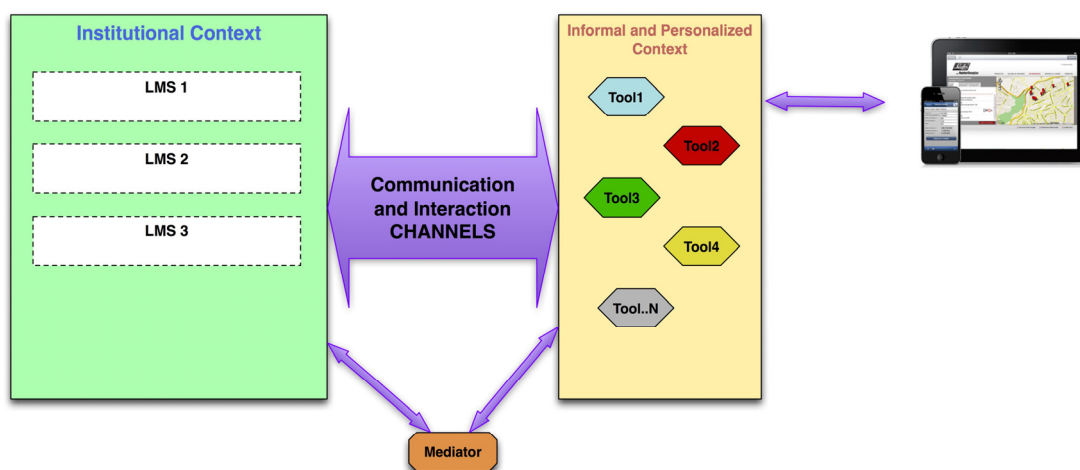 Institutional Context
LMS 1
LMS 2
LMS 3
Communication
and Interaction
CHANNELS
Informal and Personalized
Context
Tool1
Tool2
Tool3
Tool4
Tool..N
Mediator